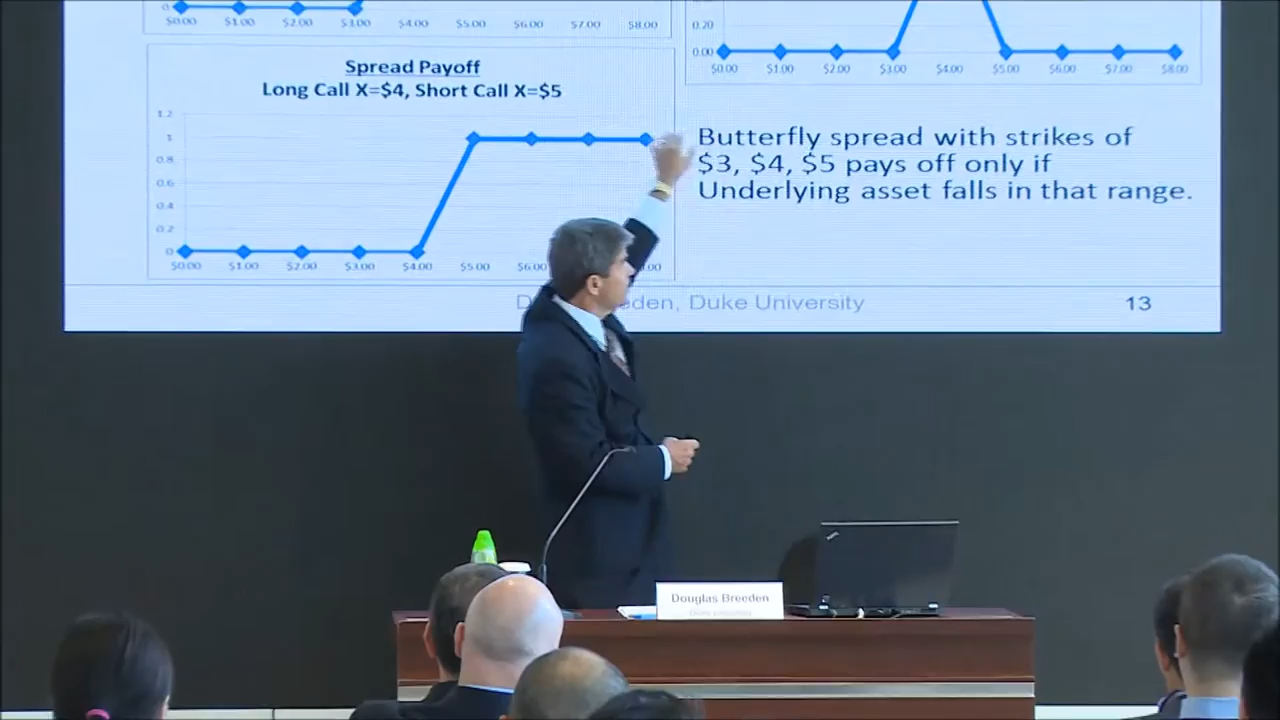 0
$0.00 $1.00 $2.00 $3.00 $4.00 $5.00 $6.00 $7.00 $8.00
0.20
0.00
$0.00 $1.00 $2.00 $3.00 $4.00 $5.00 $6.00 $7.00 $8.00
Spread Payoff
Long Call X=$4, Short Call X=$5
1.2
1
0.8
0.6
0.4
0.2
0
$0.00 $1.00 $2.00 $3.00 $4.00 $5.00
Butterfly spread with strikes of
$3, $4, $5 pays off only if
Underlying asset falls in that range.
eden, Duke University
13
Douglas Breeden